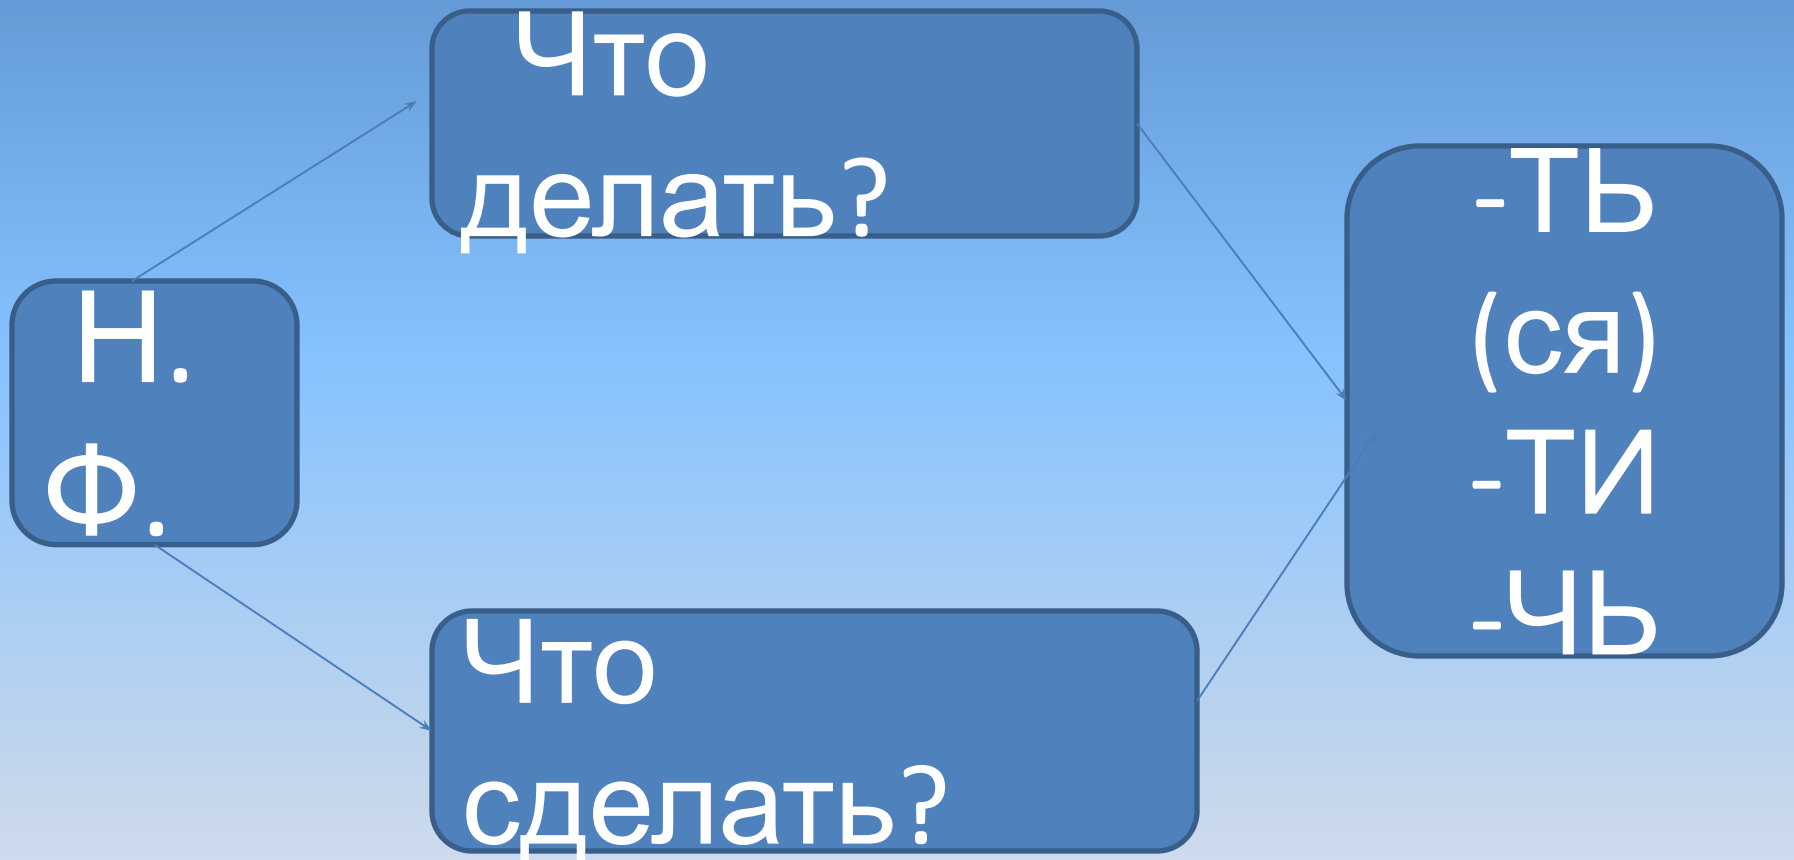 Что
делать?
Н.
Ф.
-ТЬ
(ся)
-ТИ
-ЧЬ
Что
сделать?